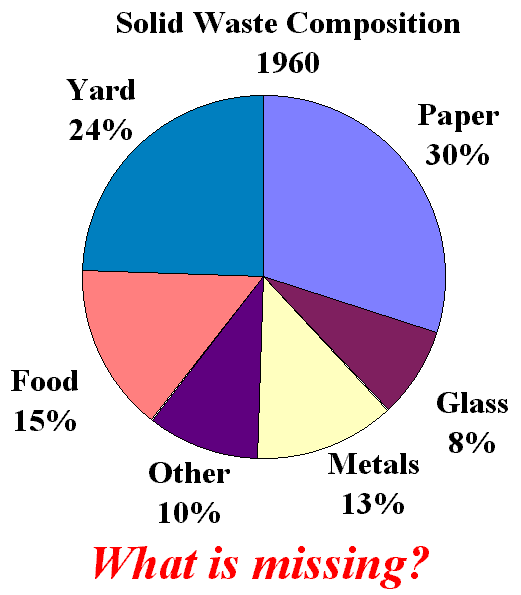 Solid Waste Composition
1960
Yard
24%
Paper
30%
Food
15%
Glass
8%
Other
10%
Metals
13%
What is missing?